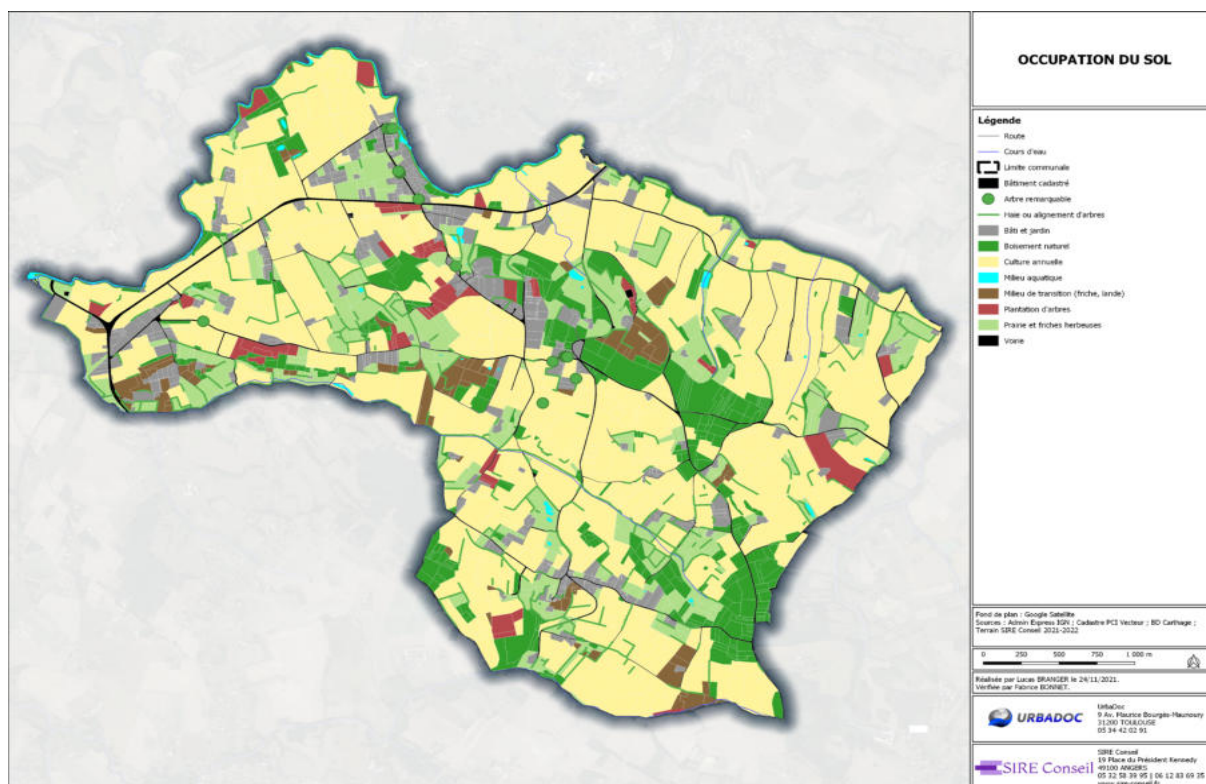 OCCUPATION DU SOL
Légende
Route
Cours d'eau
Limite communale
Bâtiment cadastré
Arbre remarquable
Haie ou alignement d'arbres
Bâti et jardin
Boisement naturel
Culture annuelle
Milieu aquatique
Milieu de transition (friche, lande)
Plantation d'arbres
Prairie et friches herbeuses
Voirie
Fond de plan : Google Satellite
Sources : Admin Express IGN ; Cadastre PCI Vecteur ; BD Carthage ;
Terrain SIRE Conseil 2021-2022
0 250 500 750 1 000 m
Réalisée par Lucas BRANGER le 24/11/2021.
Vérifiée par Fabrice BONNET.
URBADOC
UrbaDoc
9 Av. Maurice Bourgès-Maunoury
31200 TOULOUSE
05 34 42 02 91
SIRE Conseil
SIRE Conseil
19 Place du Président Kennedy
49100 ANGERS
05 32 58 39 95 | 06 12 83 69 35